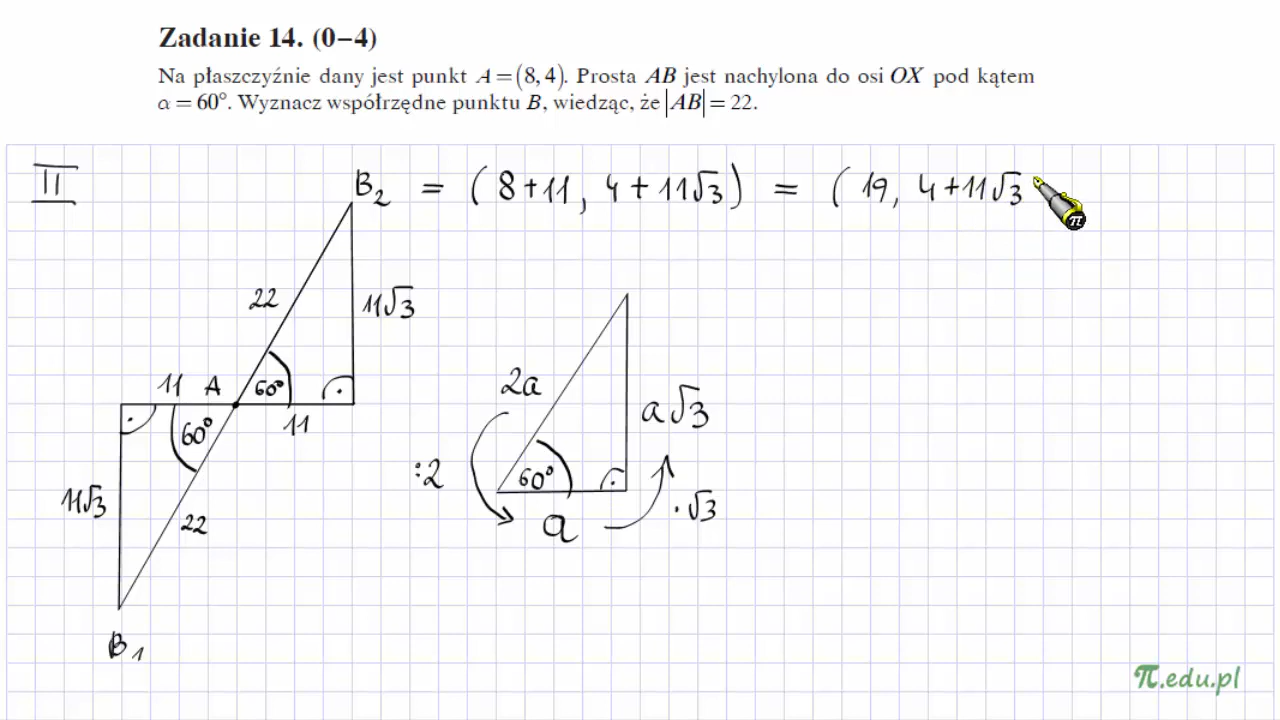 Zadanie 14. (0–4)
Na płaszczyźnie dany jest punkt A=(8,4). Prosta AB jest nachylona do osi OX pod kątem
α = 60°. Wyznacz współrzędne punktu B, wiedząc, że |AB| = 22.
II
B₂ = (8+11, 4+11√3) = (19, 4+11√3
22
11√3
11 A 60°
11
60°
11√3
22
B₁
2a
a√3
:2
60°
a
·√3
π
π.edu.pl